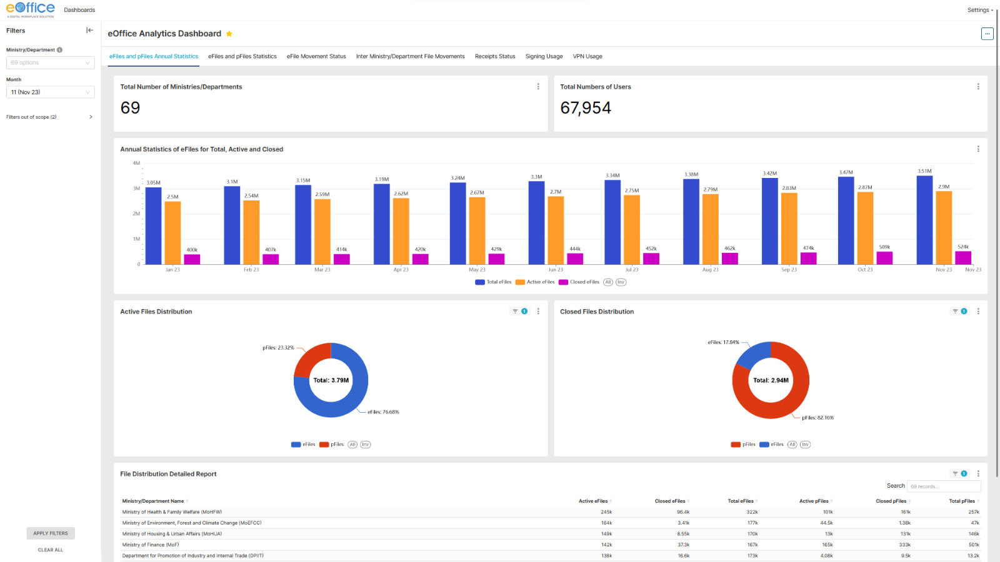 eOffice
A DIGITAL WORKPLACE SOLUTION
Dashboards
Settings
Filters
Ministry/Department
69 options
Month
11 (Nov 23)
Filters out of scope (2)
APPLY FILTERS
CLEAR ALL
eOffice Analytics Dashboard
eFiles and pFiles Annual Statistics eFiles and pFiles Statistics eFile Movement Status Inter Ministry/Department File Movements Receipts Status Signing Usage VPN Usage
Total Number of Ministries/Departments
69
Total Numbers of Users
67,954
Annual Statistics of eFiles for Total, Active and Closed
4M
3M
2M
1M
0
3.05M 2.5M 400k
3.1M 2.54M 407k
3.15M 2.59M 414k
3.19M 2.62M 420k
3.24M 2.67M 429k
3.3M 2.7M 444k
3.34M 2.75M 452k
3.38M 2.79M 462k
3.42M 2.83M 474k
3.47M 2.87M 509k
3.51M 2.9M 524k
Jan 23 Feb 23 Mar 23 Apr 23 May 23 Jun 23 Jul 23 Aug 23 Sep 23 Oct 23 Nov 23 Nov 23
Total eFiles Active eFiles Closed eFiles All Inv
Active Files Distribution
1
pFiles: 23.32%
Total: 3.79M
eFiles: 76.68%
eFiles pFiles All Inv
Closed Files Distribution
1
eFiles: 17.84%
Total: 2.94M
pFiles: 82.16%
pFiles eFiles All Inv
File Distribution Detailed Report
1
Search 69 records...
Ministry/Department Name Active eFiles Closed eFiles Total eFiles Active pFiles Closed pFiles Total pFiles
Ministry of Health & Family Welfare (MoHFW) 245k 96.4k 322k 101k 161k 257k
Ministry of Environment, Forest and Climate Change (MoEFCC) 164k 3.41k 177k 44.5k 1.38k 47k
Ministry of Housing & Urban Affairs (MoHUA) 149k 8.55k 170k 13k 131k 146k
Ministry of Finance (MoF) 142k 37.3k 167k 165k 333k 501k
Department for Promotion of Industry and Internal Trade (DPIIT) 138k 16.6k 173k 4.08k 9.5k 13.2k